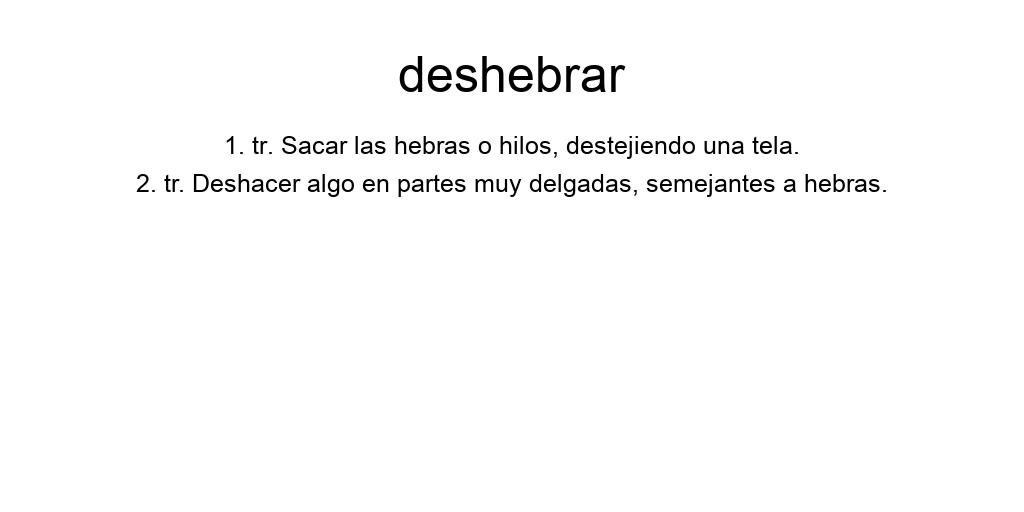 deshebrar
1. tr. Sacar las hebras o hilos, destejiendo una tela.
2. tr. Deshacer algo en partes muy delgadas, semejantes a hebras.